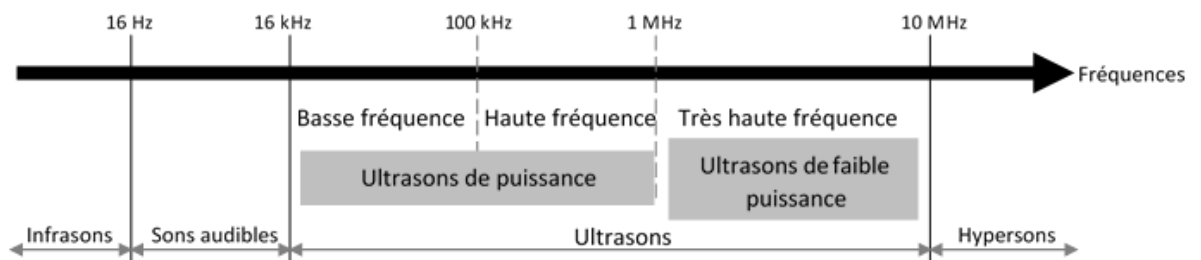 16 Hz 16 kHz 100 kHz 1 MHz 10 MHz
Fréquences
Basse fréquence Haute fréquence Très haute fréquence
Ultrasons de puissance
Ultrasons de faible
puissance
Infrasons Sons audibles Ultrasons Hypersons